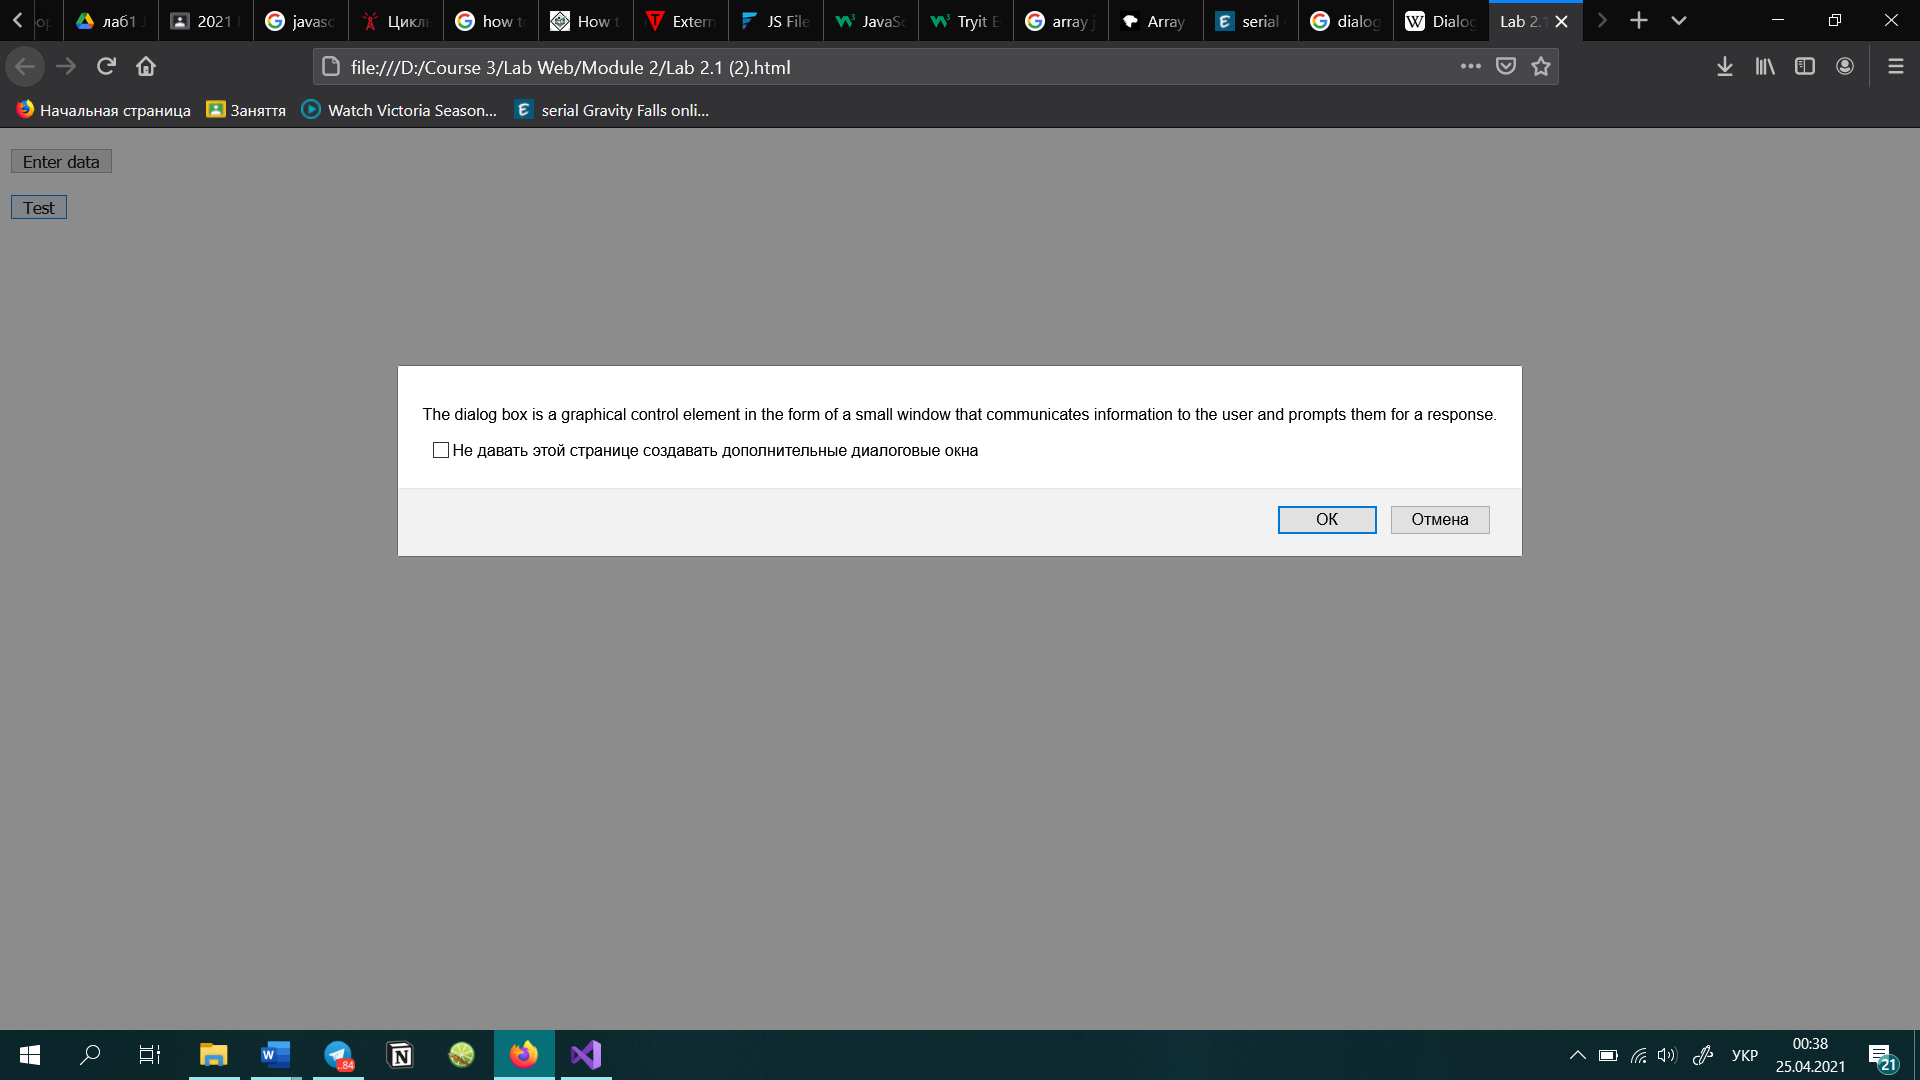 лаб1 J
2021
javasc
Цикль
how to
How t
Extern
JS File
JavaSc
Tryit E
array j
Array
serial
dialog
Dialog
Lab 2.1
file:///D:/Course 3/Lab Web/Module 2/Lab 2.1 (2).html
Начальная страница
Заняття
Watch Victoria Season...
serial Gravity Falls onli...
Enter data
Test
The dialog box is a graphical control element in the form of a small window that communicates information to the user and prompts them for a response.
Не давать этой странице создавать дополнительные диалоговые окна
ОК
Отмена
..84
УКР
00:38
25.04.2021
21